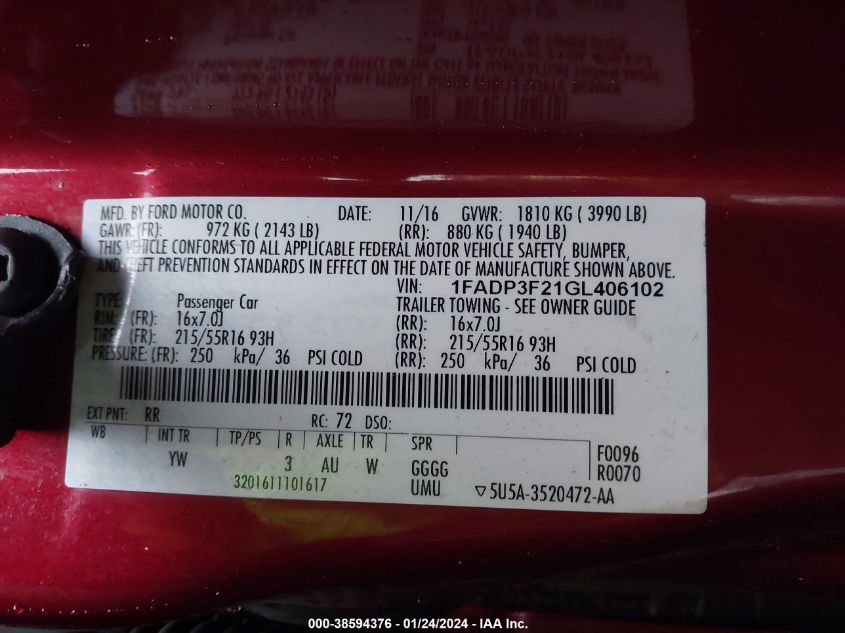 MFD. BY FORD MOTOR CO. DATE: 11/16 GVWR: 1810 KG ( 3990 LB)
GAWR: (FR): 972 KG ( 2143 LB) (RR): 880 KG ( 1940 LB)
THIS VEHICLE CONFORMS TO ALL APPLICABLE FEDERAL MOTOR VEHICLE SAFETY, BUMPER,
AND THEFT PREVENTION STANDARDS IN EFFECT ON THE DATE OF MANUFACTURE SHOWN ABOVE.
VIN: 1FADP3F21GL406102
TYPE: Passenger Car TRAILER TOWING - SEE OWNER GUIDE
RIM: (FR): 16x7.0J (RR): 16x7.0J
TIRE: (FR): 215/55R16 93H (RR): 215/55R16 93H
PRESSURE: (FR): 250 kPa/ 36 PSI COLD (RR): 250 kPa/ 36 PSI COLD
EXT PNT: RR RC: 72 DSO:
WB INT TR TP/PS R AXLE TR SPR
YW 3 AU W GGGG
F0096
R0070
3201611101617 UMU ▽5U5A-3520472-AA
000-38594376 - 01/24/2024 - IAA Inc.